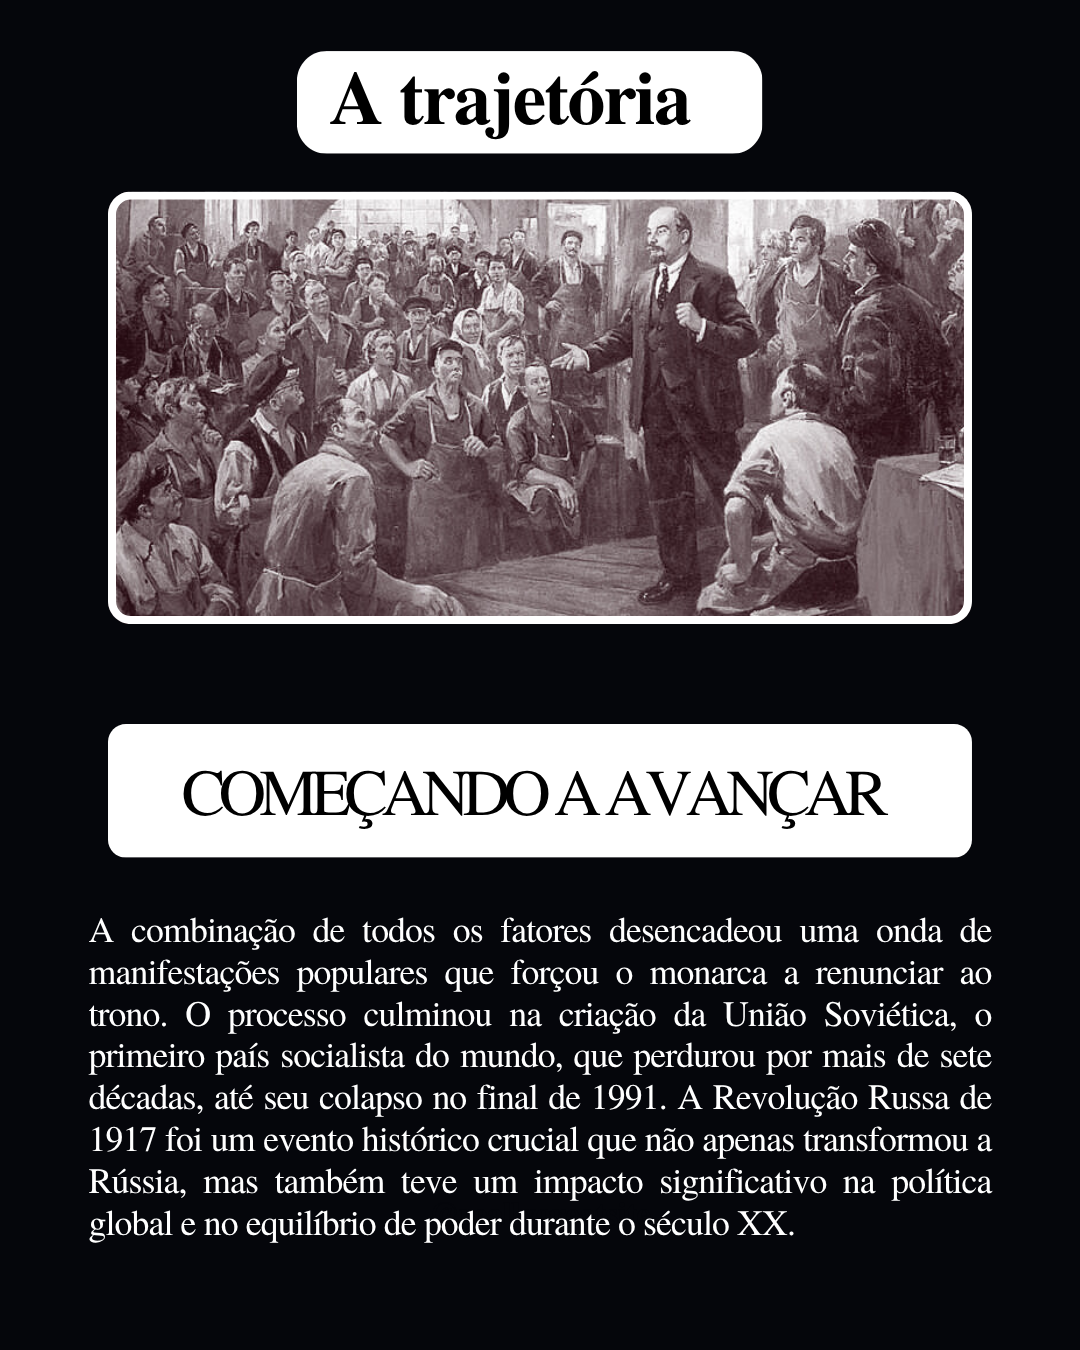 A trajetória
COMEÇANDO A AVANÇAR
A combinação de todos os fatores desencadeou uma onda de
manifestações populares que forçou o monarca a renunciar ao
trono. O processo culminou na criação da União Soviética, o
primeiro país socialista do mundo, que perdurou por mais de sete
décadas, até seu colapso no final de 1991. A Revolução Russa de
1917 foi um evento histórico crucial que não apenas transformou a
Rússia, mas também teve um impacto significativo na política
global e no equilíbrio de poder durante o século XX.